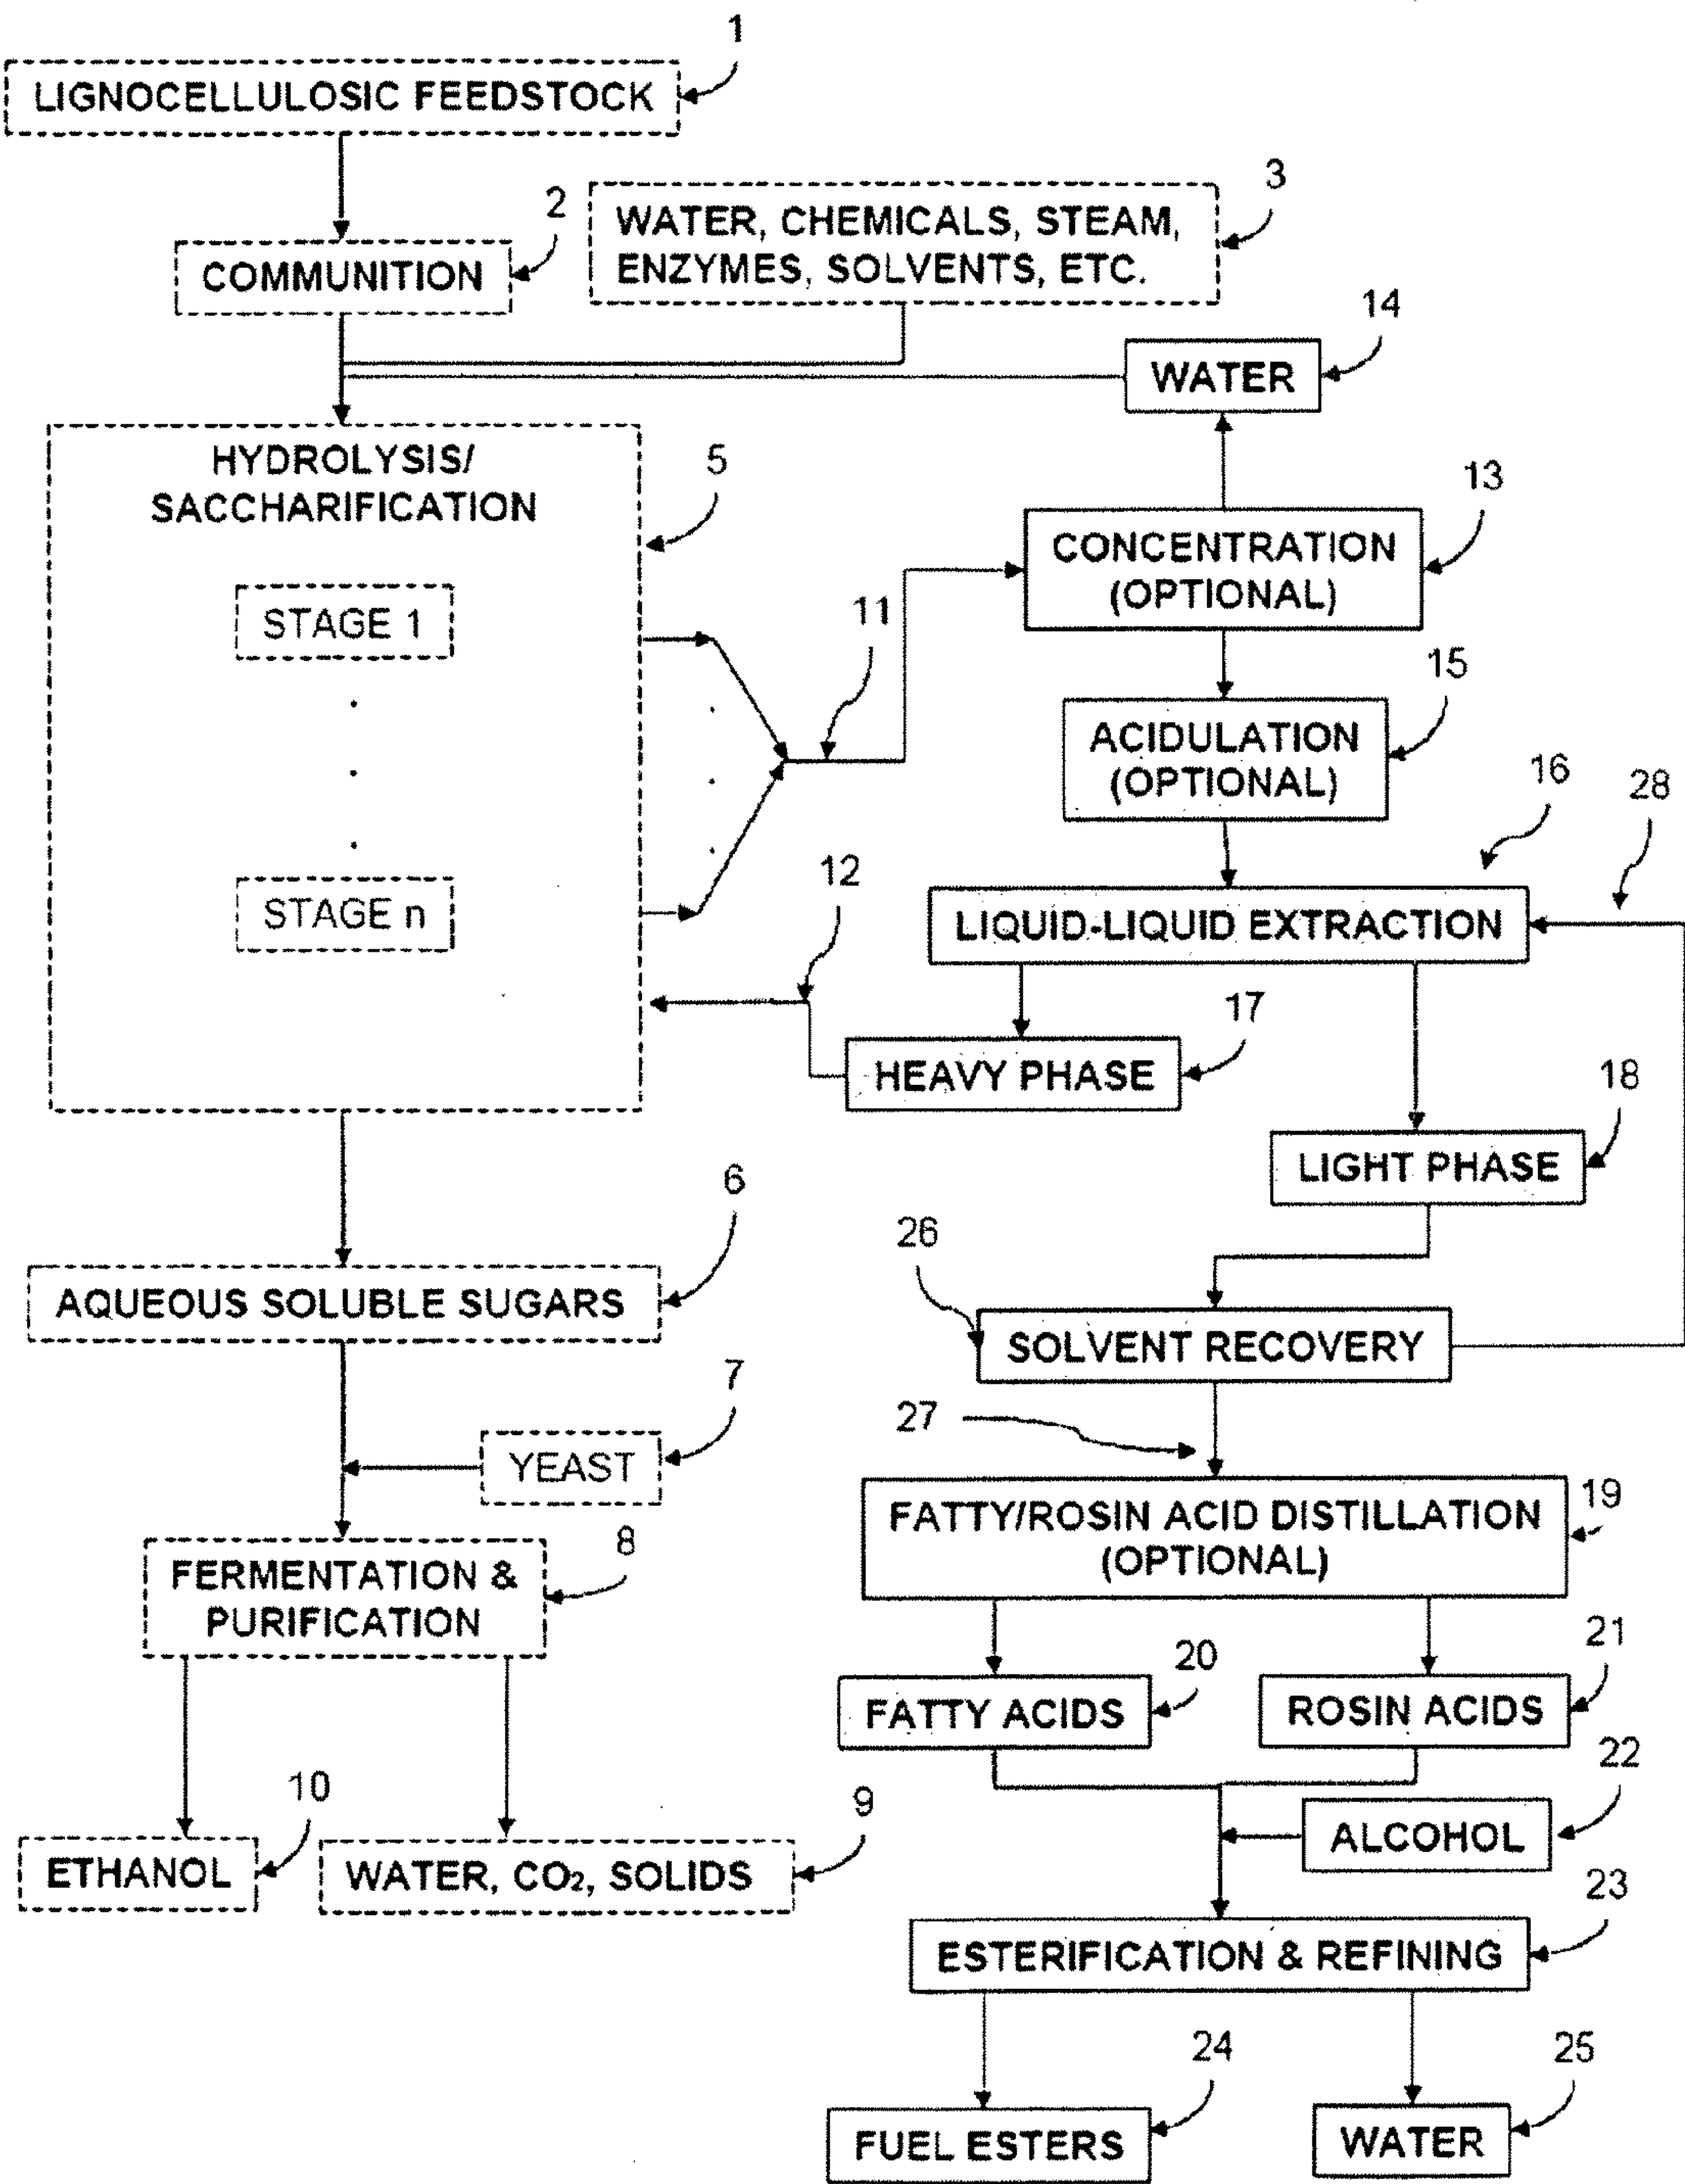 1
LIGNOCELLULOSIC FEEDSTOCK
2
COMMUNITION
3
WATER, CHEMICALS, STEAM,
ENZYMES, SOLVENTS, ETC.
14
WATER
HYDROLYSIS/
SACCHARIFICATION
5
STAGE 1
.
.
.
STAGE n
.
.
.
11
13
CONCENTRATION
(OPTIONAL)
15
ACIDULATION
(OPTIONAL)
16
28
LIQUID-LIQUID EXTRACTION
12
17
HEAVY PHASE
18
LIGHT PHASE
6
AQUEOUS SOLUBLE SUGARS
26
SOLVENT RECOVERY
7
YEAST
27
19
FATTY/ROSIN ACID DISTILLATION
(OPTIONAL)
8
FERMENTATION &
PURIFICATION
20
FATTY ACIDS
21
ROSIN ACIDS
10
ETHANOL
9
WATER, CO2, SOLIDS
22
ALCOHOL
23
ESTERIFICATION & REFINING
24
FUEL ESTERS
25
WATER